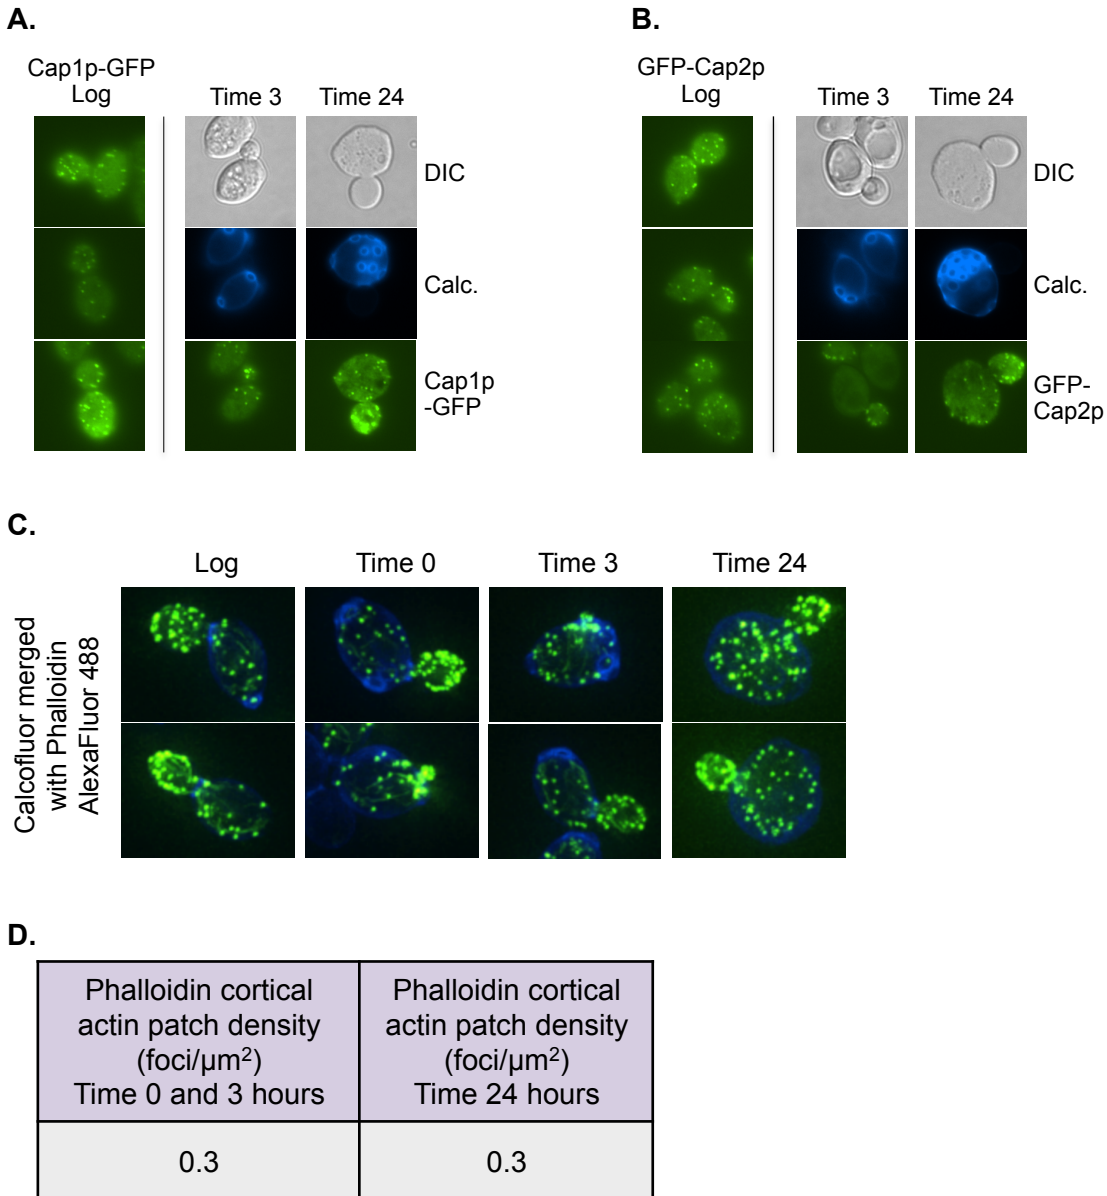 A.
Cap1p-GFP
Log
Time 3
Time 24
DIC
Calc.
Cap1p
-GFP
B.
GFP-Cap2p
Log
Time 3
Time 24
DIC
Calc.
GFP-
Cap2p
C.
Log
Time 0
Time 3
Time 24
Calcofluor merged
with Phalloidin
AlexaFluor 488
D.
Phalloidin cortical
actin patch density
(foci/µm²)
Time 0 and 3 hours
Phalloidin cortical
actin patch density
(foci/µm²)
Time 24 hours
0.3
0.3